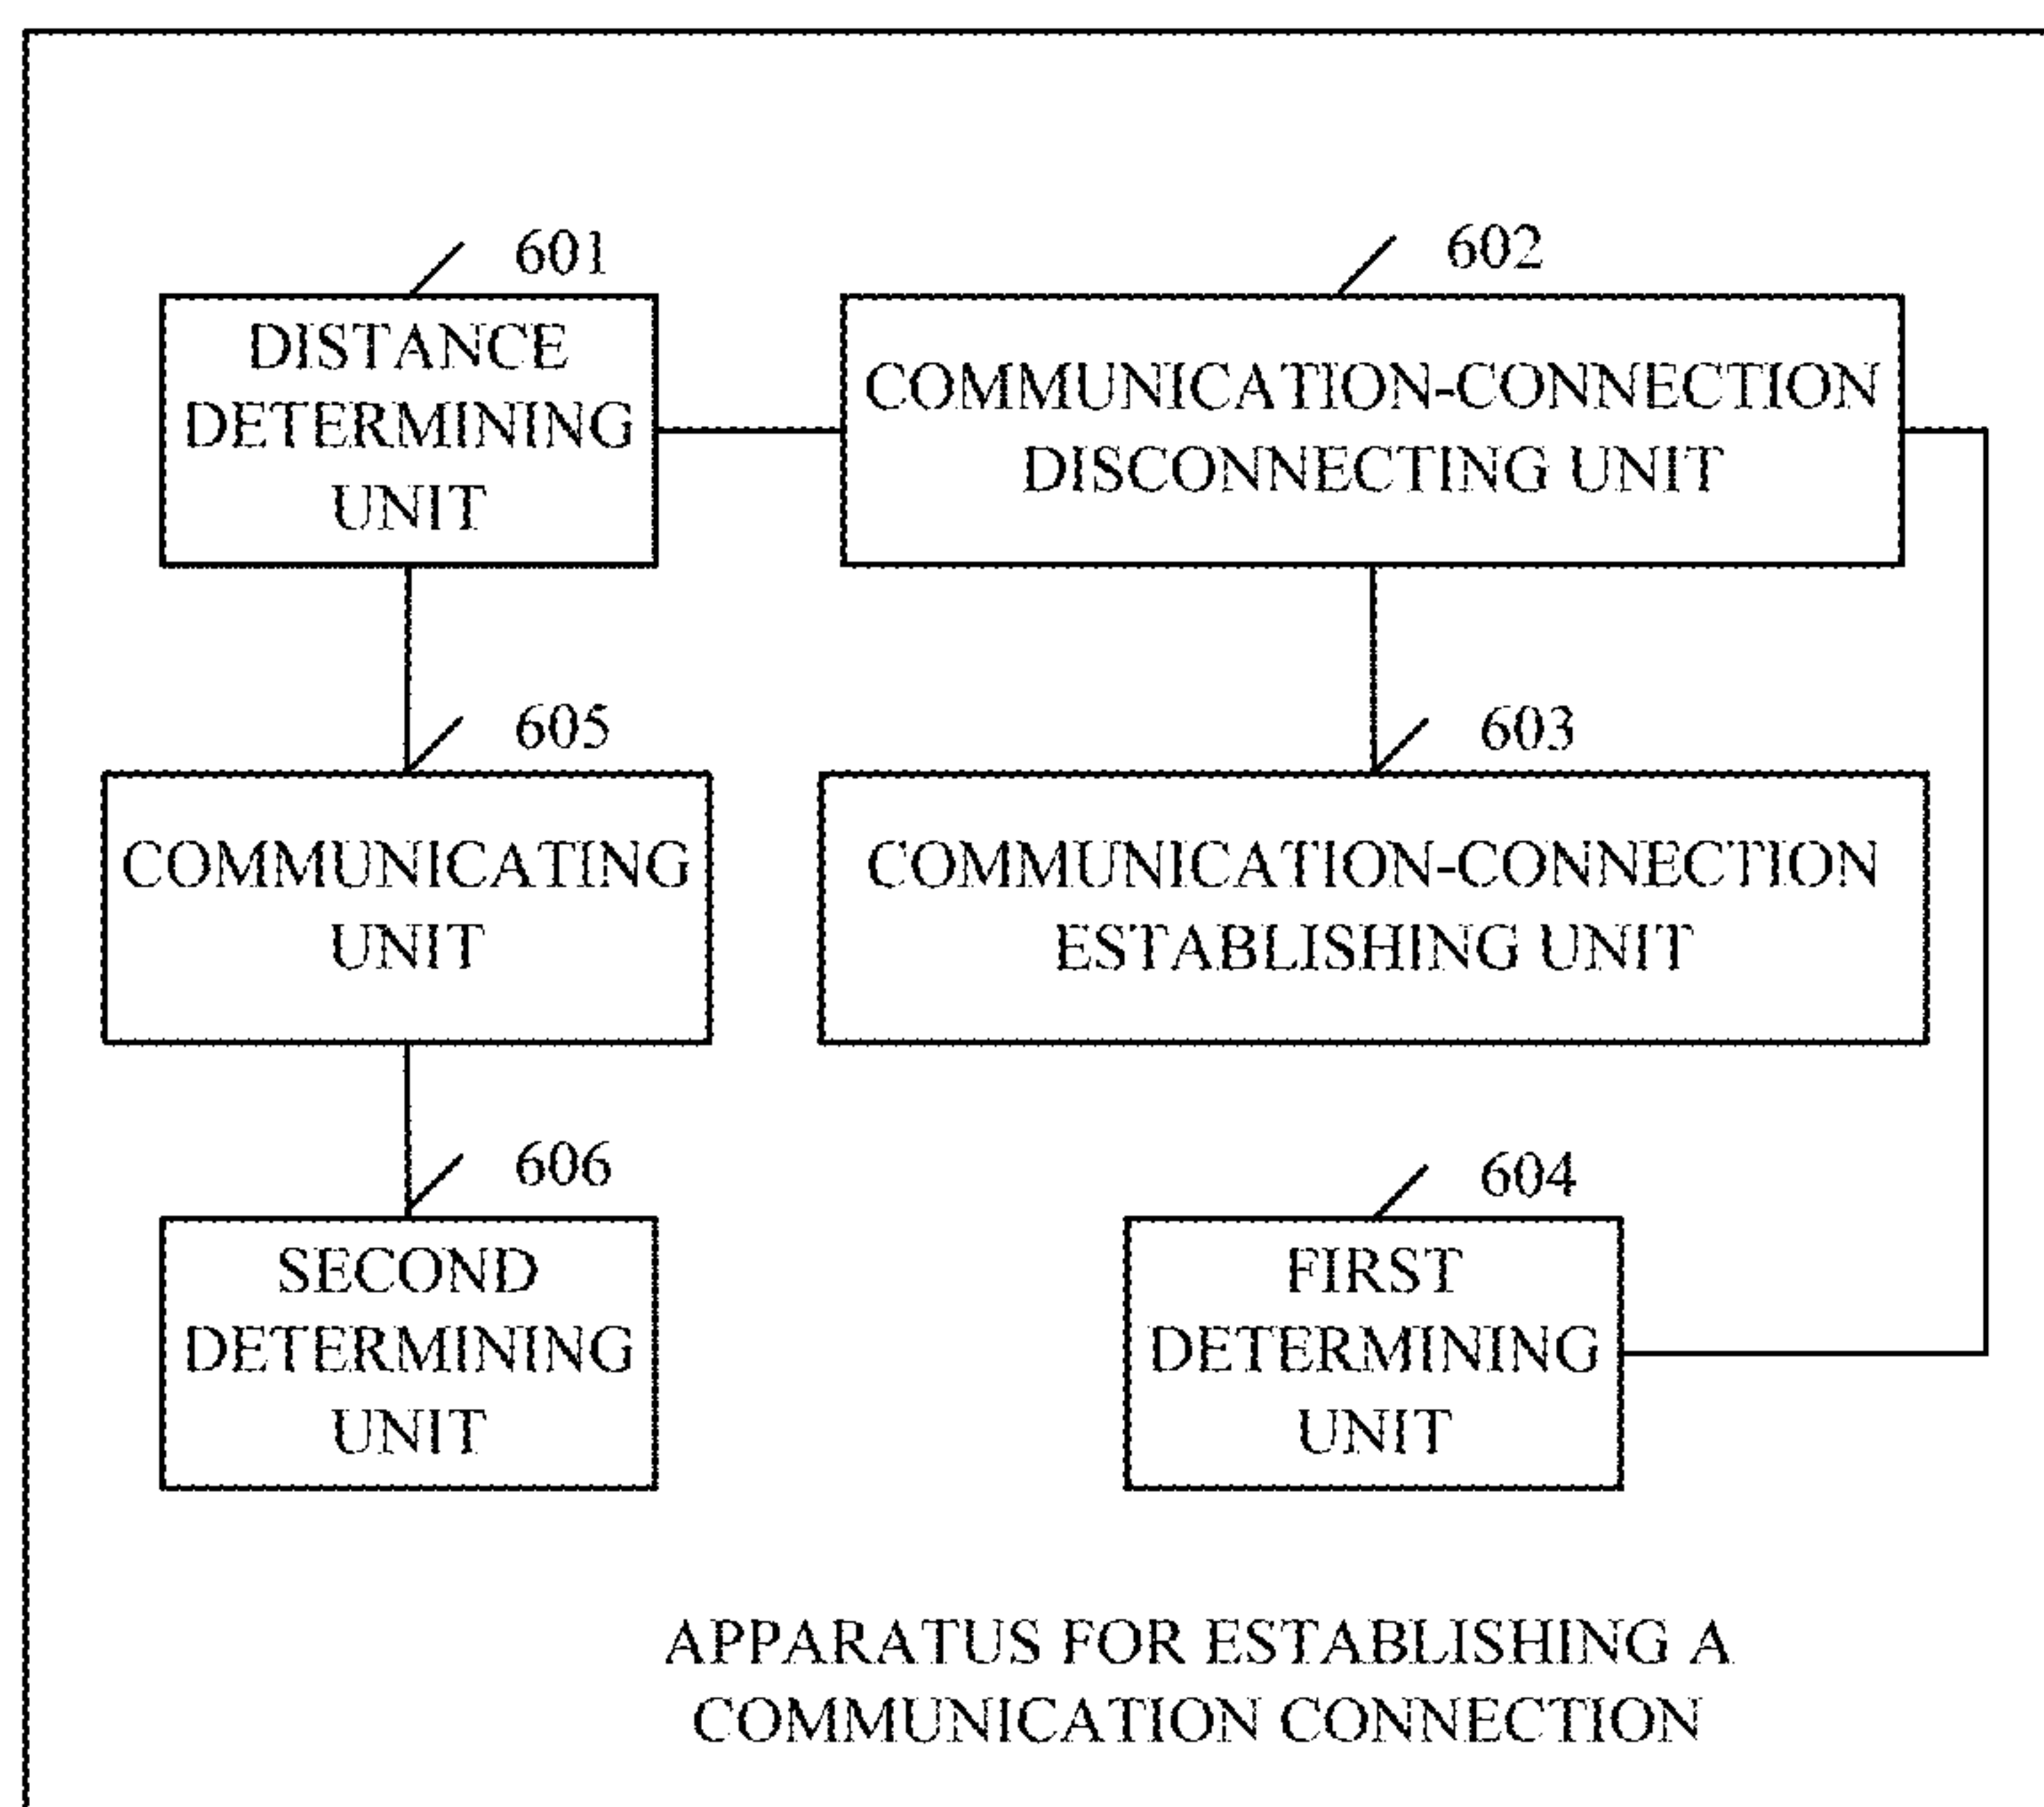 601
DISTANCE
DETERMINING
UNIT
602
COMMUNICATION-CONNECTION
DISCONNECTING UNIT
605
COMMUNICATING
UNIT
603
COMMUNICATION-CONNECTION
ESTABLISHING UNIT
606
SECOND
DETERMINING
UNIT
604
FIRST
DETERMINING
UNIT
APPARATUS FOR ESTABLISHING A
COMMUNICATION CONNECTION